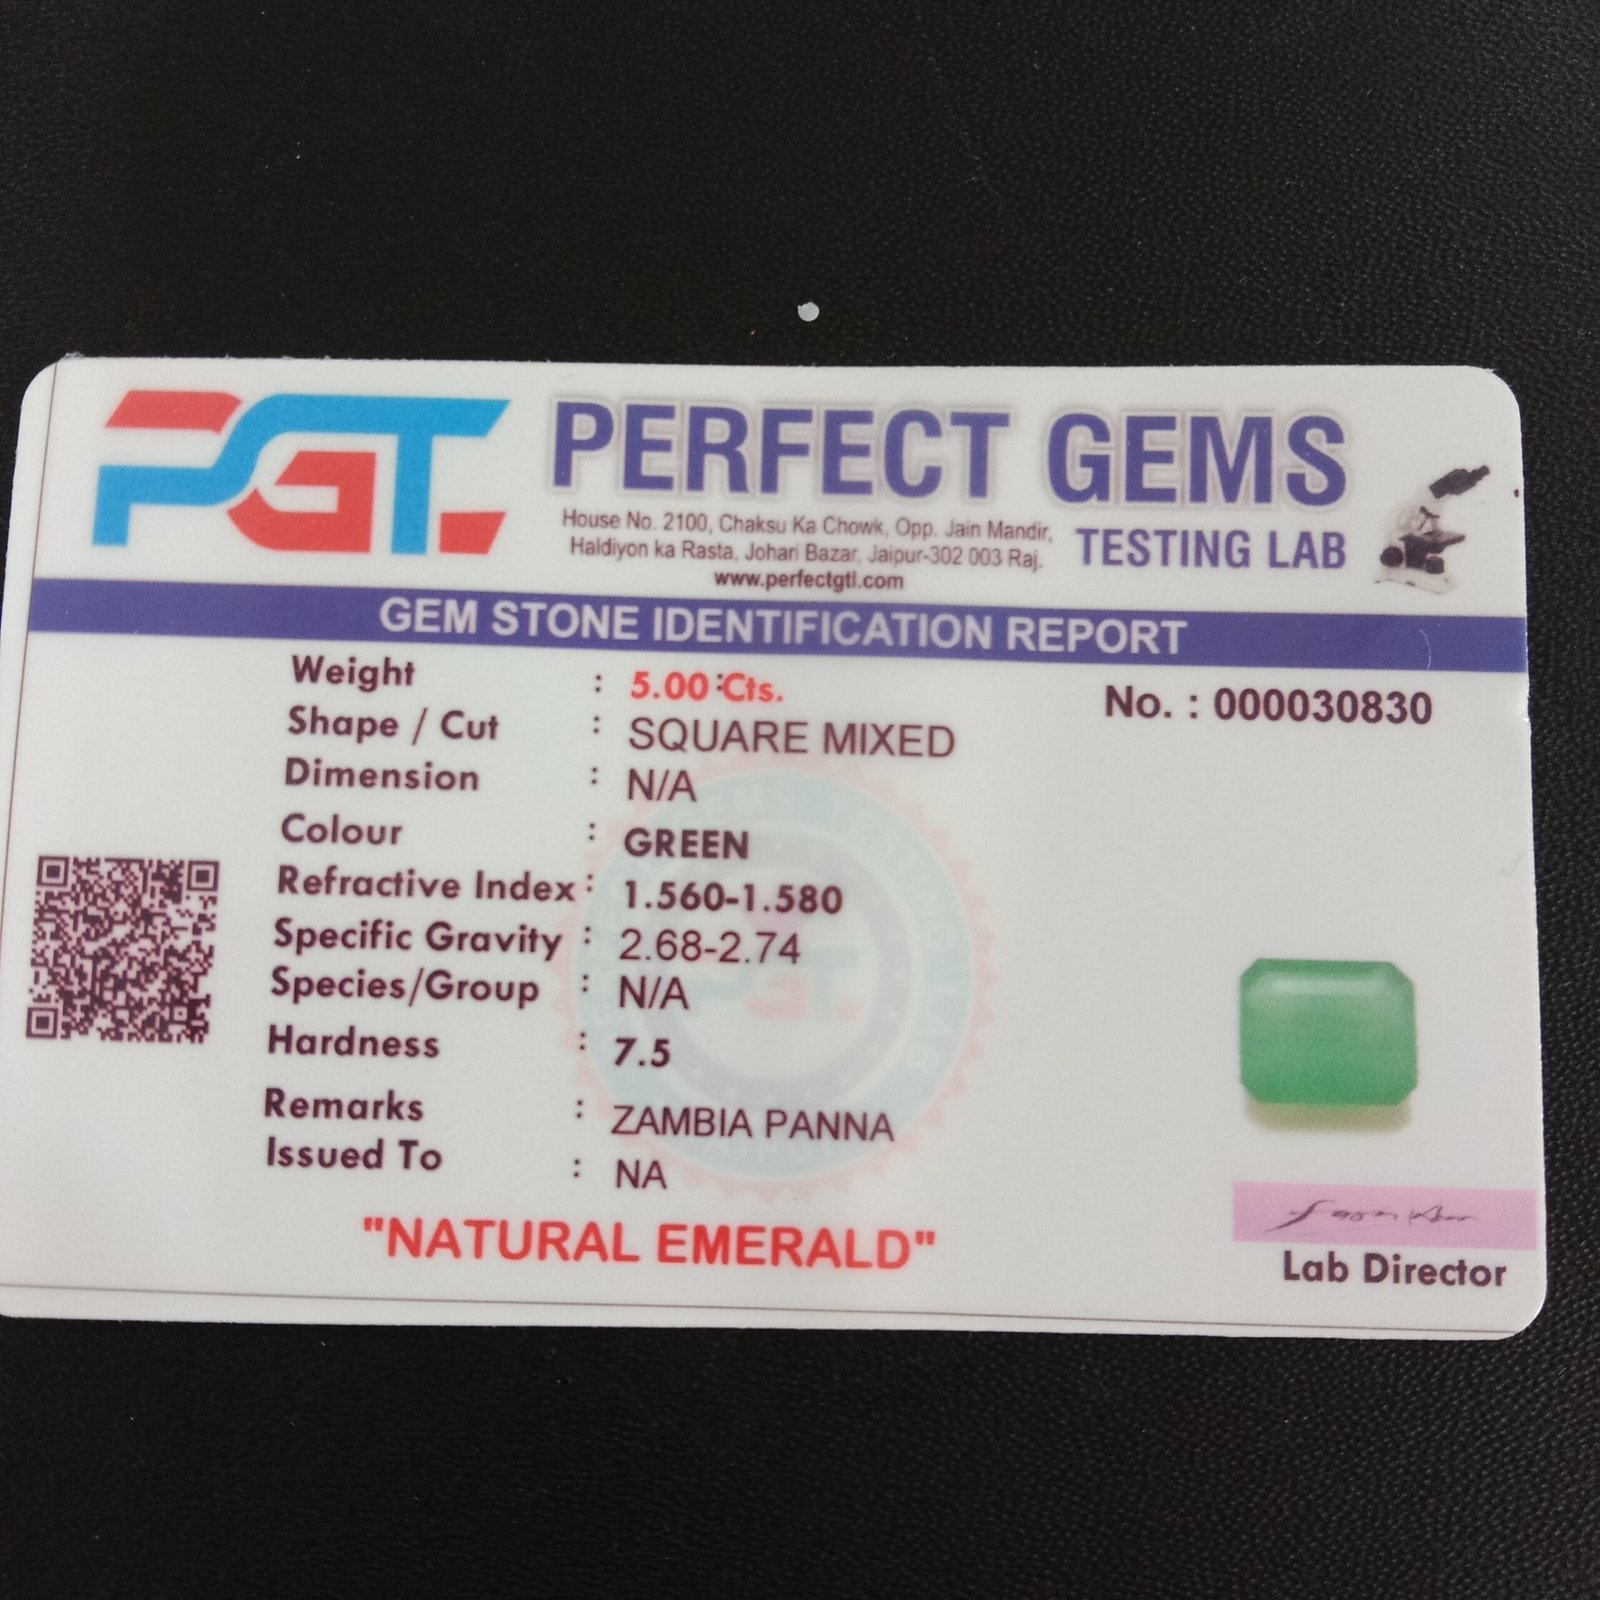 PGT.
PERFECT GEMS
TESTING LAB
House No. 2100, Chaksu Ka Chowk, Opp. Jain Mandir,
Haldiyon ka Rasta, Johari Bazar, Jaipur-302 003 Raj.
www.perfectgtl.com
GEM STONE IDENTIFICATION REPORT
No. : 000030830
Weight : 5.00 Cts.
Shape / Cut : SQUARE MIXED
Dimension : N/A
Colour : GREEN
Refractive Index : 1.560-1.580
Specific Gravity : 2.68-2.74
Species/Group : N/A
Hardness : 7.5
Remarks : ZAMBIA PANNA
Issued To : NA
"NATURAL EMERALD"
Lab Director